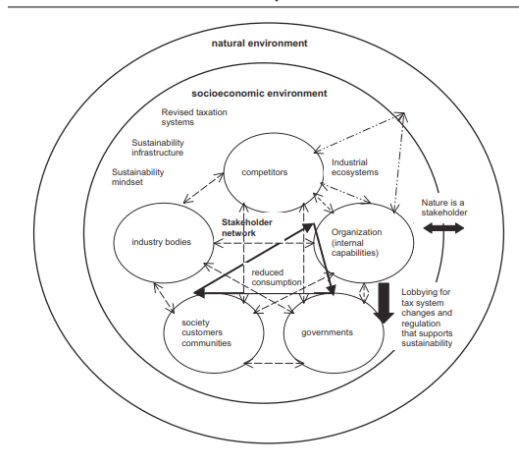 natural environment
socioeconomic environment
Revised taxation
systems
Sustainability
infrastructure
Sustainability
mindset
competitors
Industrial
ecosystems
Nature is a
stakeholder
Stakeholder
network
industry bodies
Organization
(internal
capabilities)
reduced
consumption
Lobbying for
tax system
changes and
regulation
that supports
sustainability
society
customers
communities
governments